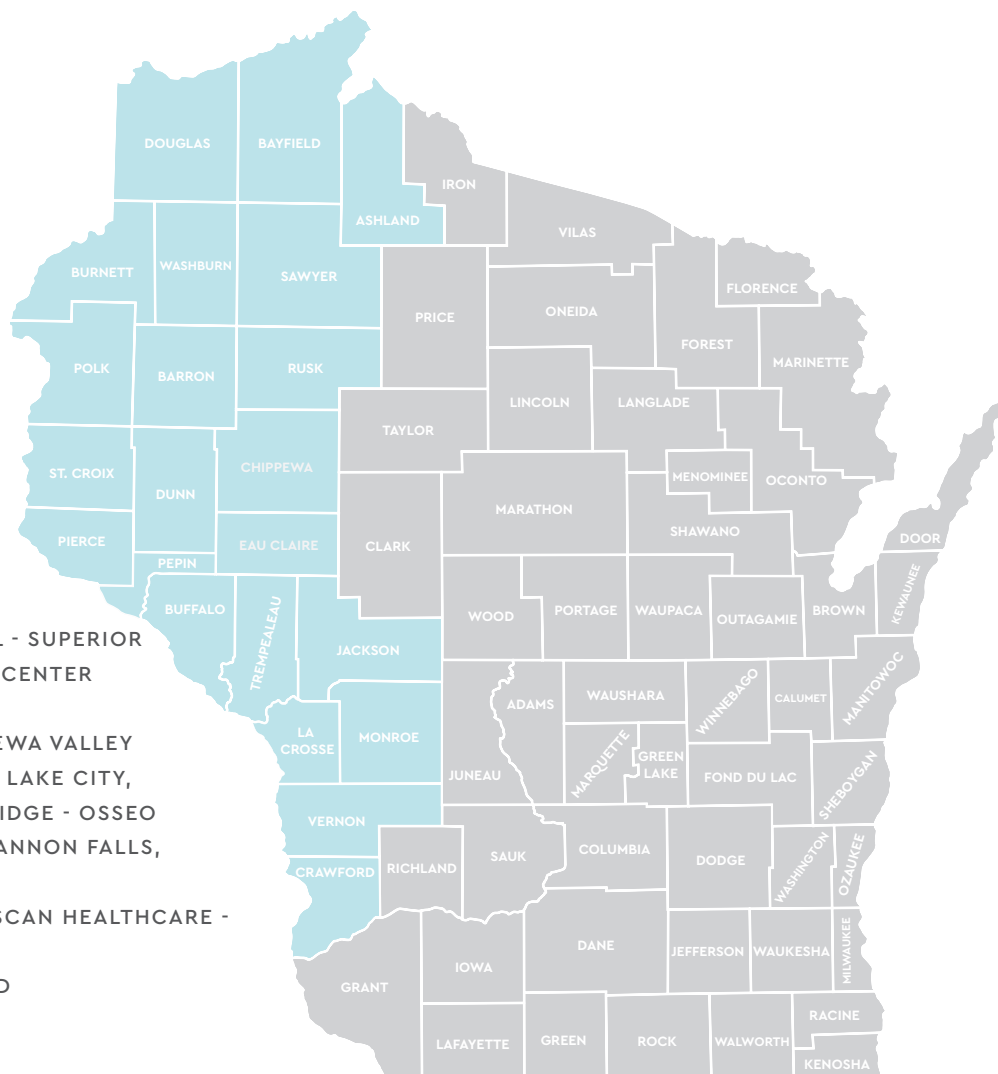 DOUGLAS
BAYFIELD
IRON
ASHLAND
VILAS
BURNETT
WASHBURN
SAWYER
FLORENCE
PRICE
ONEIDA
FOREST
MARINETTE
POLK
BARRON
RUSK
LINCOLN
LANGLADE
TAYLOR
ST. CROIX
CHIPPEWA
DUNN
MENOMINEE
OCONTO
MARATHON
SHAWANO
PIERCE
EAU CLAIRE
CLARK
DOOR
PEPIN
KEWAUNEE
BUFFALO
TREMPEALEAU
WOOD
PORTAGE
WAUPACA
OUTAGAMIE
BROWN
JACKSON
MANITOWOC
ADAMS
WAUSHARA
WINNEBAGO
CALUMET
LA
CROSSE
MONROE
MARQUETTE
GREEN
LAKE
JUNEAU
FOND DU LAC
SHEBOYGAN
VERNON
SAUK
COLUMBIA
DODGE
WASHINGTON
OZAUKEE
CRAWFORD
RICHLAND
DANE
JEFFERSON
WAUKESHA
MILWAUKEE
IOWA
GRANT
RACINE
LAFAYETTE
GREEN
ROCK
WALWORTH
KENOSHA
- SUPERIOR
CENTER
EWA VALLEY
LAKE CITY,
RIDGE - OSSEO
ANNON FALLS,
SCAN HEALTHCARE -
D